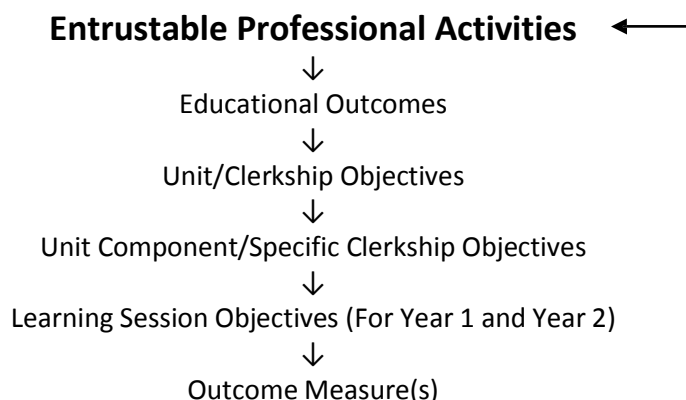 Entrustable Professional Activities
Educational Outcomes
Unit/Clerkship Objectives
Unit Component/Specific Clerkship Objectives
Learning Session Objectives (For Year 1 and Year 2)
Outcome Measure(s)